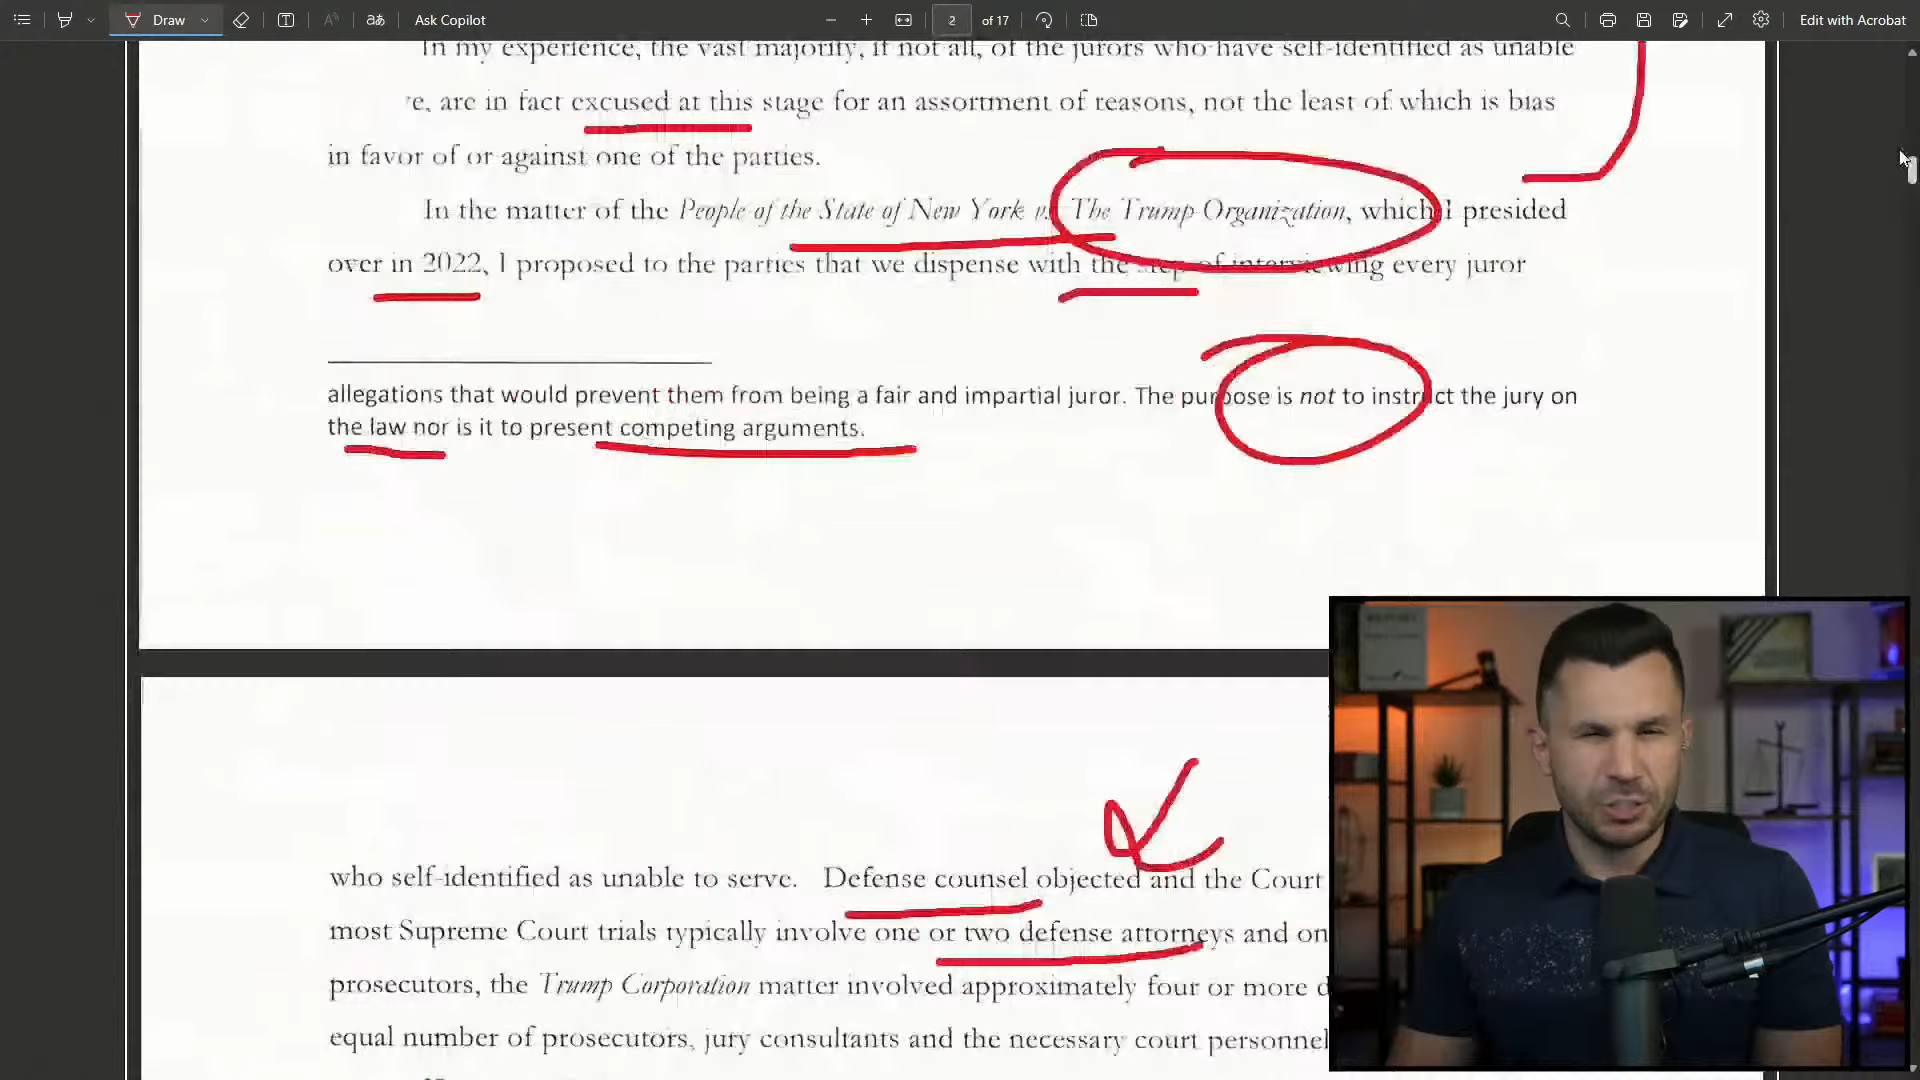 Draw
Ask Copilot
2 of 17
Edit with Acrobat
In my experience, the vast majority, if not all, of the jurors who have self-identified as unable
re, are in fact excused at this stage for an assortment of reasons, not the least of which is bias
in favor of or against one of the parties.
In the matter of the People of the State of New York v. The Trump Organization, which I presided
over in 2022, I proposed to the parties that we dispense with the step of interviewing every juror
allegations that would prevent them from being a fair and impartial juror. The purpose is not to instruct the jury on
the law nor is it to present competing arguments.
who self-identified as unable to serve. Defense counsel objected and the Court
most Supreme Court trials typically involve one or two defense attorneys and on
prosecutors, the Trump Corporation matter involved approximately four or more d
equal number of prosecutors, jury consultants and the necessary court personnel